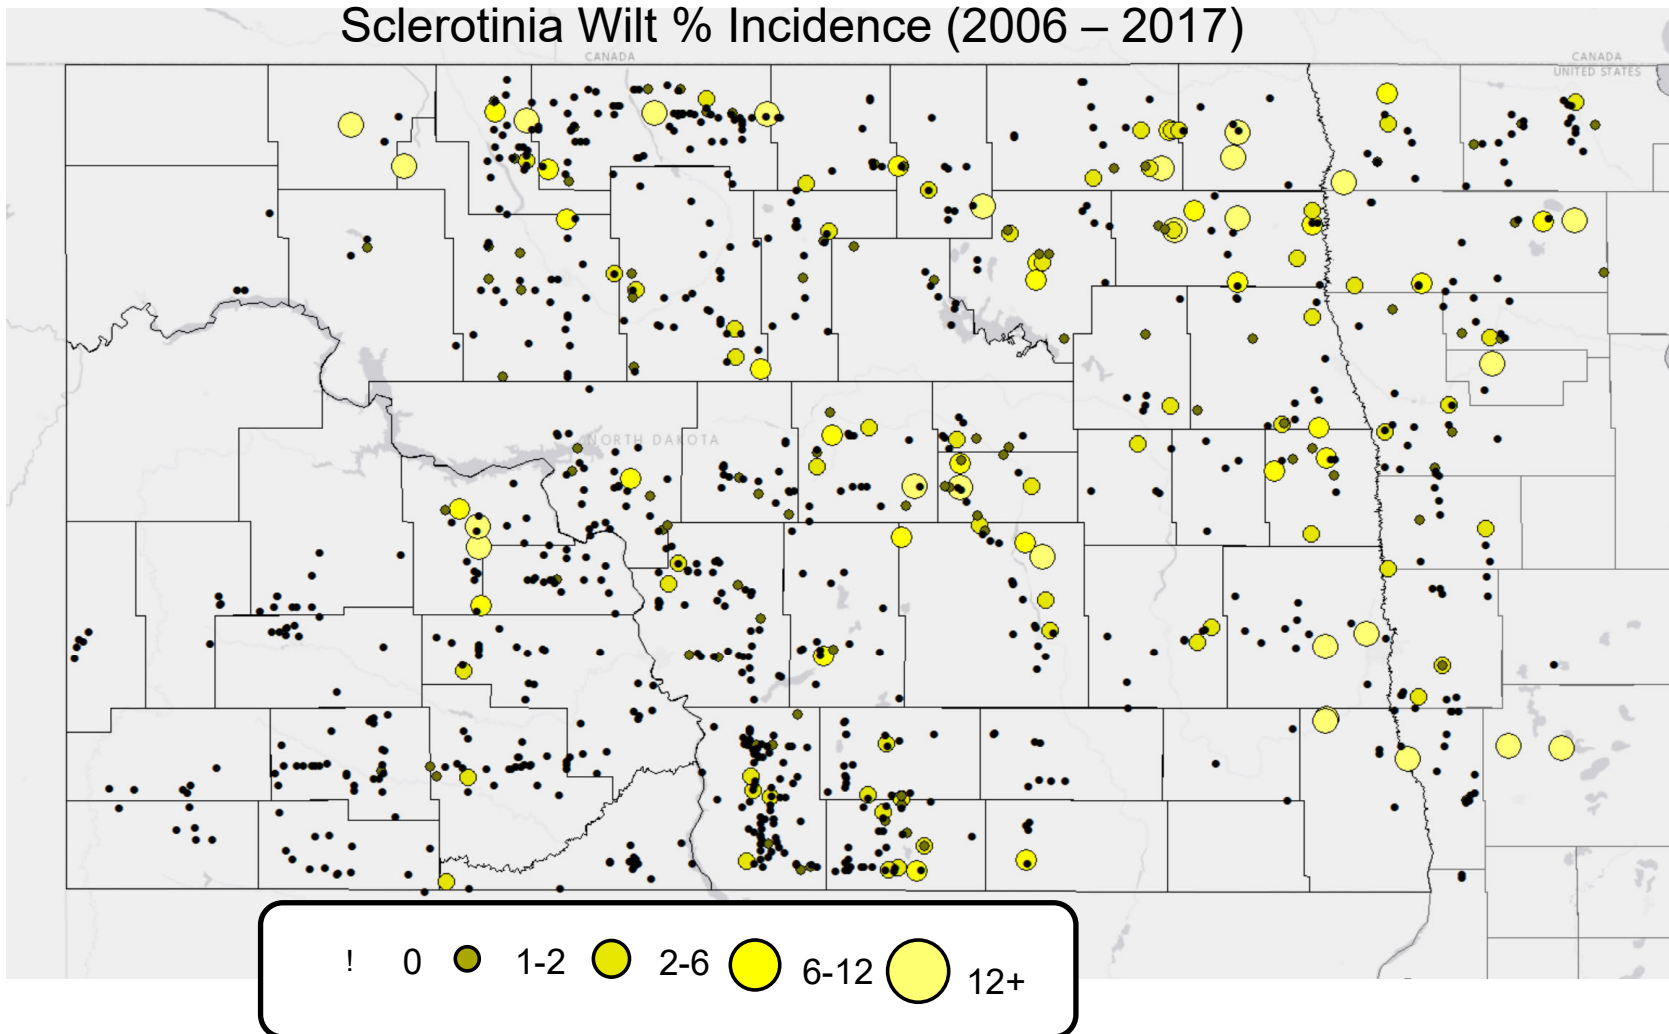 Sclerotinia Wilt % Incidence (2006 – 2017)
CANADA
CANADA
UNITED STATES
NORTH DAKOTA
! 0 1-2 2-6 6-12 12+